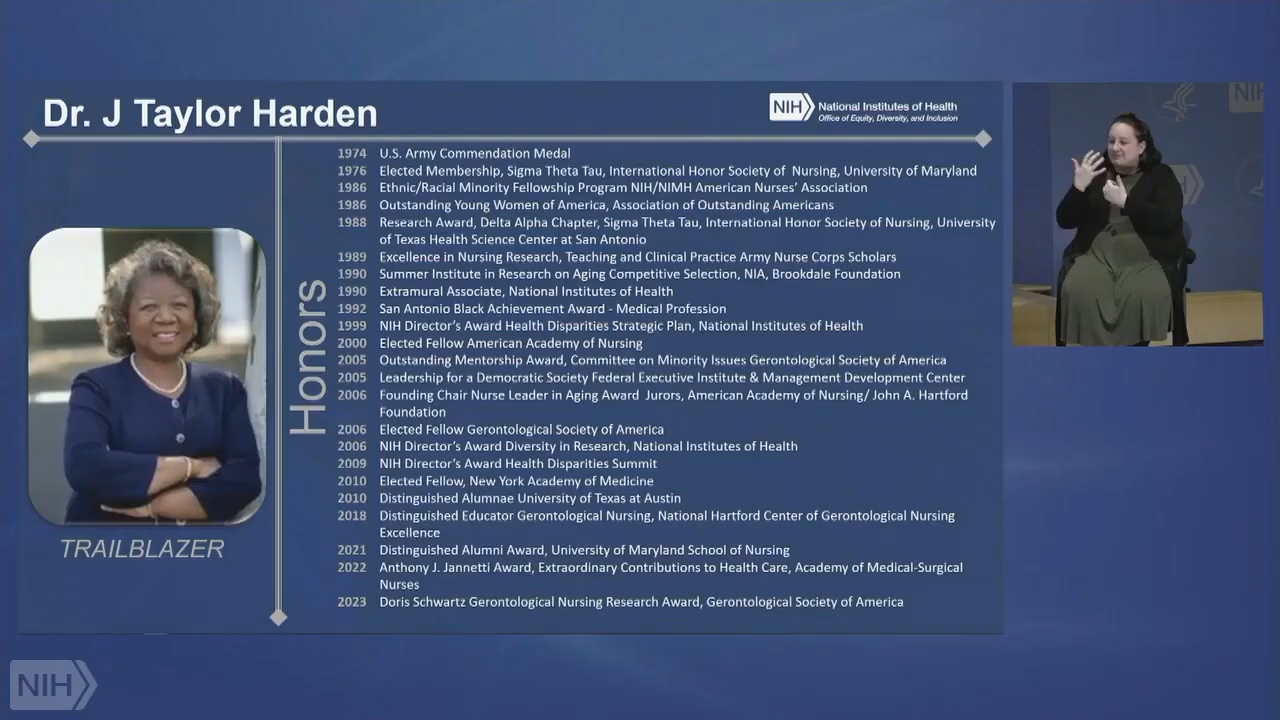 Dr. J Taylor Harden
NIH National Institutes of Health
Office of Equity, Diversity, and Inclusion
NIH
Honors
1974 U.S. Army Commendation Medal
1976 Elected Membership, Sigma Theta Tau, International Honor Society of Nursing, University of Maryland
1986 Ethnic/Racial Minority Fellowship Program NIH/NIMH American Nurses' Association
1986 Outstanding Young Women of America, Association of Outstanding Americans
1988 Research Award, Delta Alpha Chapter, Sigma Theta Tau, International Honor Society of Nursing, University
of Texas Health Science Center at San Antonio
1989 Excellence in Nursing Research, Teaching and Clinical Practice Army Nurse Corps Scholars
1990 Summer Institute in Research on Aging Competitive Selection, NIA, Brookdale Foundation
1990 Extramural Associate, National Institutes of Health
1992 San Antonio Black Achievement Award - Medical Profession
1999 NIH Director's Award Health Disparities Strategic Plan, National Institutes of Health
2000 Elected Fellow American Academy of Nursing
2005 Outstanding Mentorship Award, Committee on Minority Issues Gerontological Society of America
2005 Leadership for a Democratic Society Federal Executive Institute & Management Development Center
2006 Founding Chair Nurse Leader in Aging Award Jurors, American Academy of Nursing/ John A. Hartford
Foundation
2006 Elected Fellow Gerontological Society of America
2006 NIH Director's Award Diversity in Research, National Institutes of Health
2009 NIH Director's Award Health Disparities Summit
2010 Elected Fellow, New York Academy of Medicine
2010 Distinguished Alumnae University of Texas at Austin
2018 Distinguished Educator Gerontological Nursing, National Hartford Center of Gerontological Nursing
Excellence
2021 Distinguished Alumni Award, University of Maryland School of Nursing
2022 Anthony J. Jannetti Award, Extraordinary Contributions to Health Care, Academy of Medical-Surgical
Nurses
2023 Doris Schwartz Gerontological Nursing Research Award, Gerontological Society of America
TRAILBLAZER
NIH